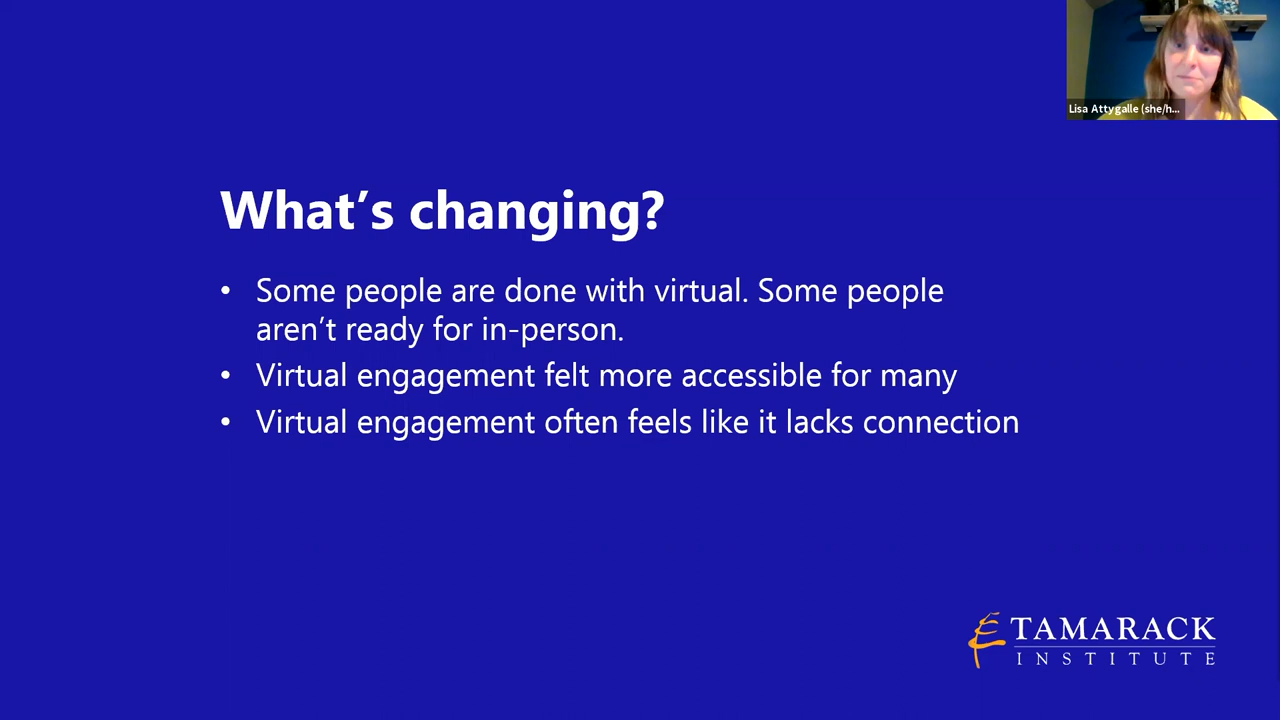 Lisa Attygalle (she/h...
What's changing?
• Some people are done with virtual. Some people
aren't ready for in-person.
• Virtual engagement felt more accessible for many
• Virtual engagement often feels like it lacks connection
TAMARACK
INSTITUTE